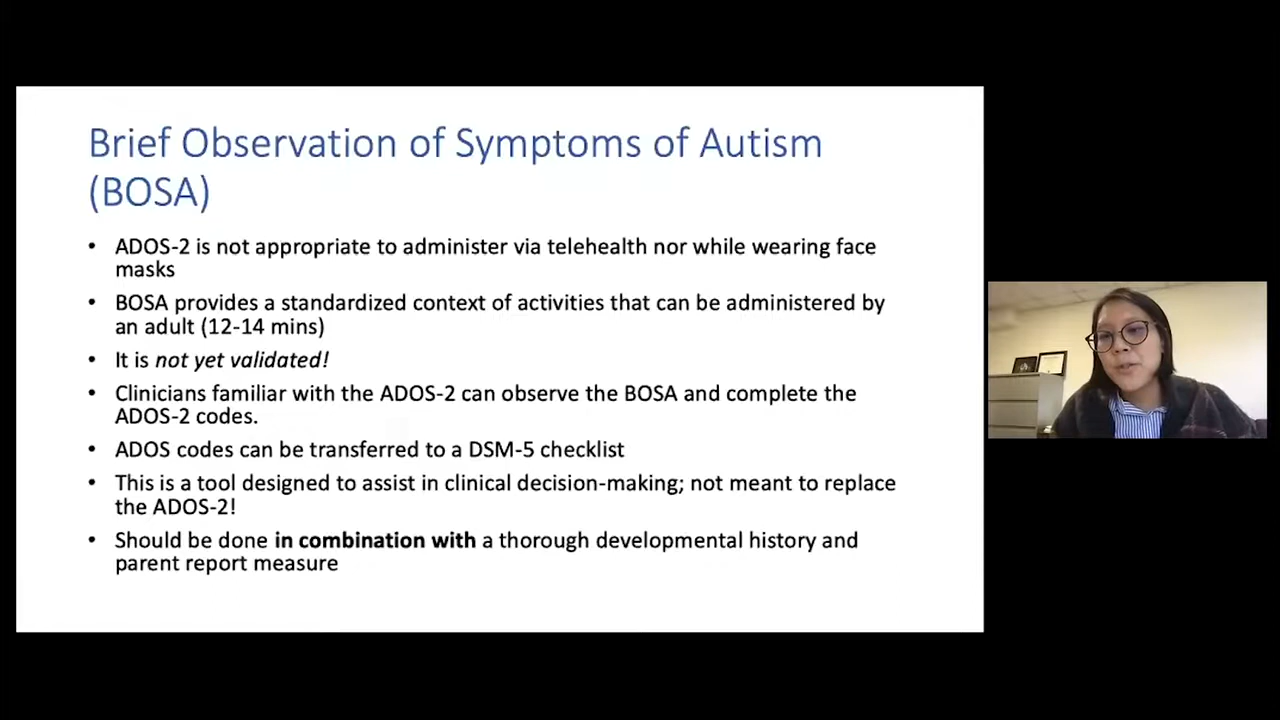 Brief Observation of Symptoms of Autism
(BOSA)
• ADOS-2 is not appropriate to administer via telehealth nor while wearing face
masks
• BOSA provides a standardized context of activities that can be administered by
an adult (12-14 mins)
• It is not yet validated!
• Clinicians familiar with the ADOS-2 can observe the BOSA and complete the
ADOS-2 codes.
• ADOS codes can be transferred to a DSM-5 checklist
• This is a tool designed to assist in clinical decision-making; not meant to replace
the ADOS-2!
• Should be done in combination with a thorough developmental history and
parent report measure